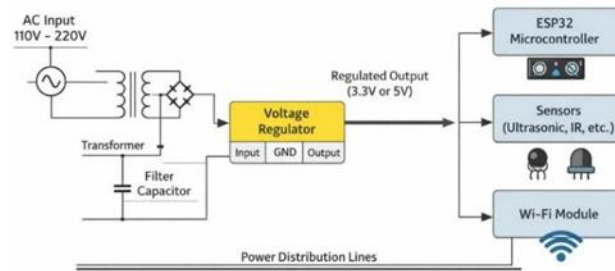 AC Input
110V - 220V
Transformer
Filter
Capacitor
Voltage
Regulator
Input
GND
Output
Regulated Output
(3.3V or 5V)
ESP32
Microcontroller
Sensors
(Ultrasonic, IR, etc.)
Wi-Fi Module
Power Distribution Lines